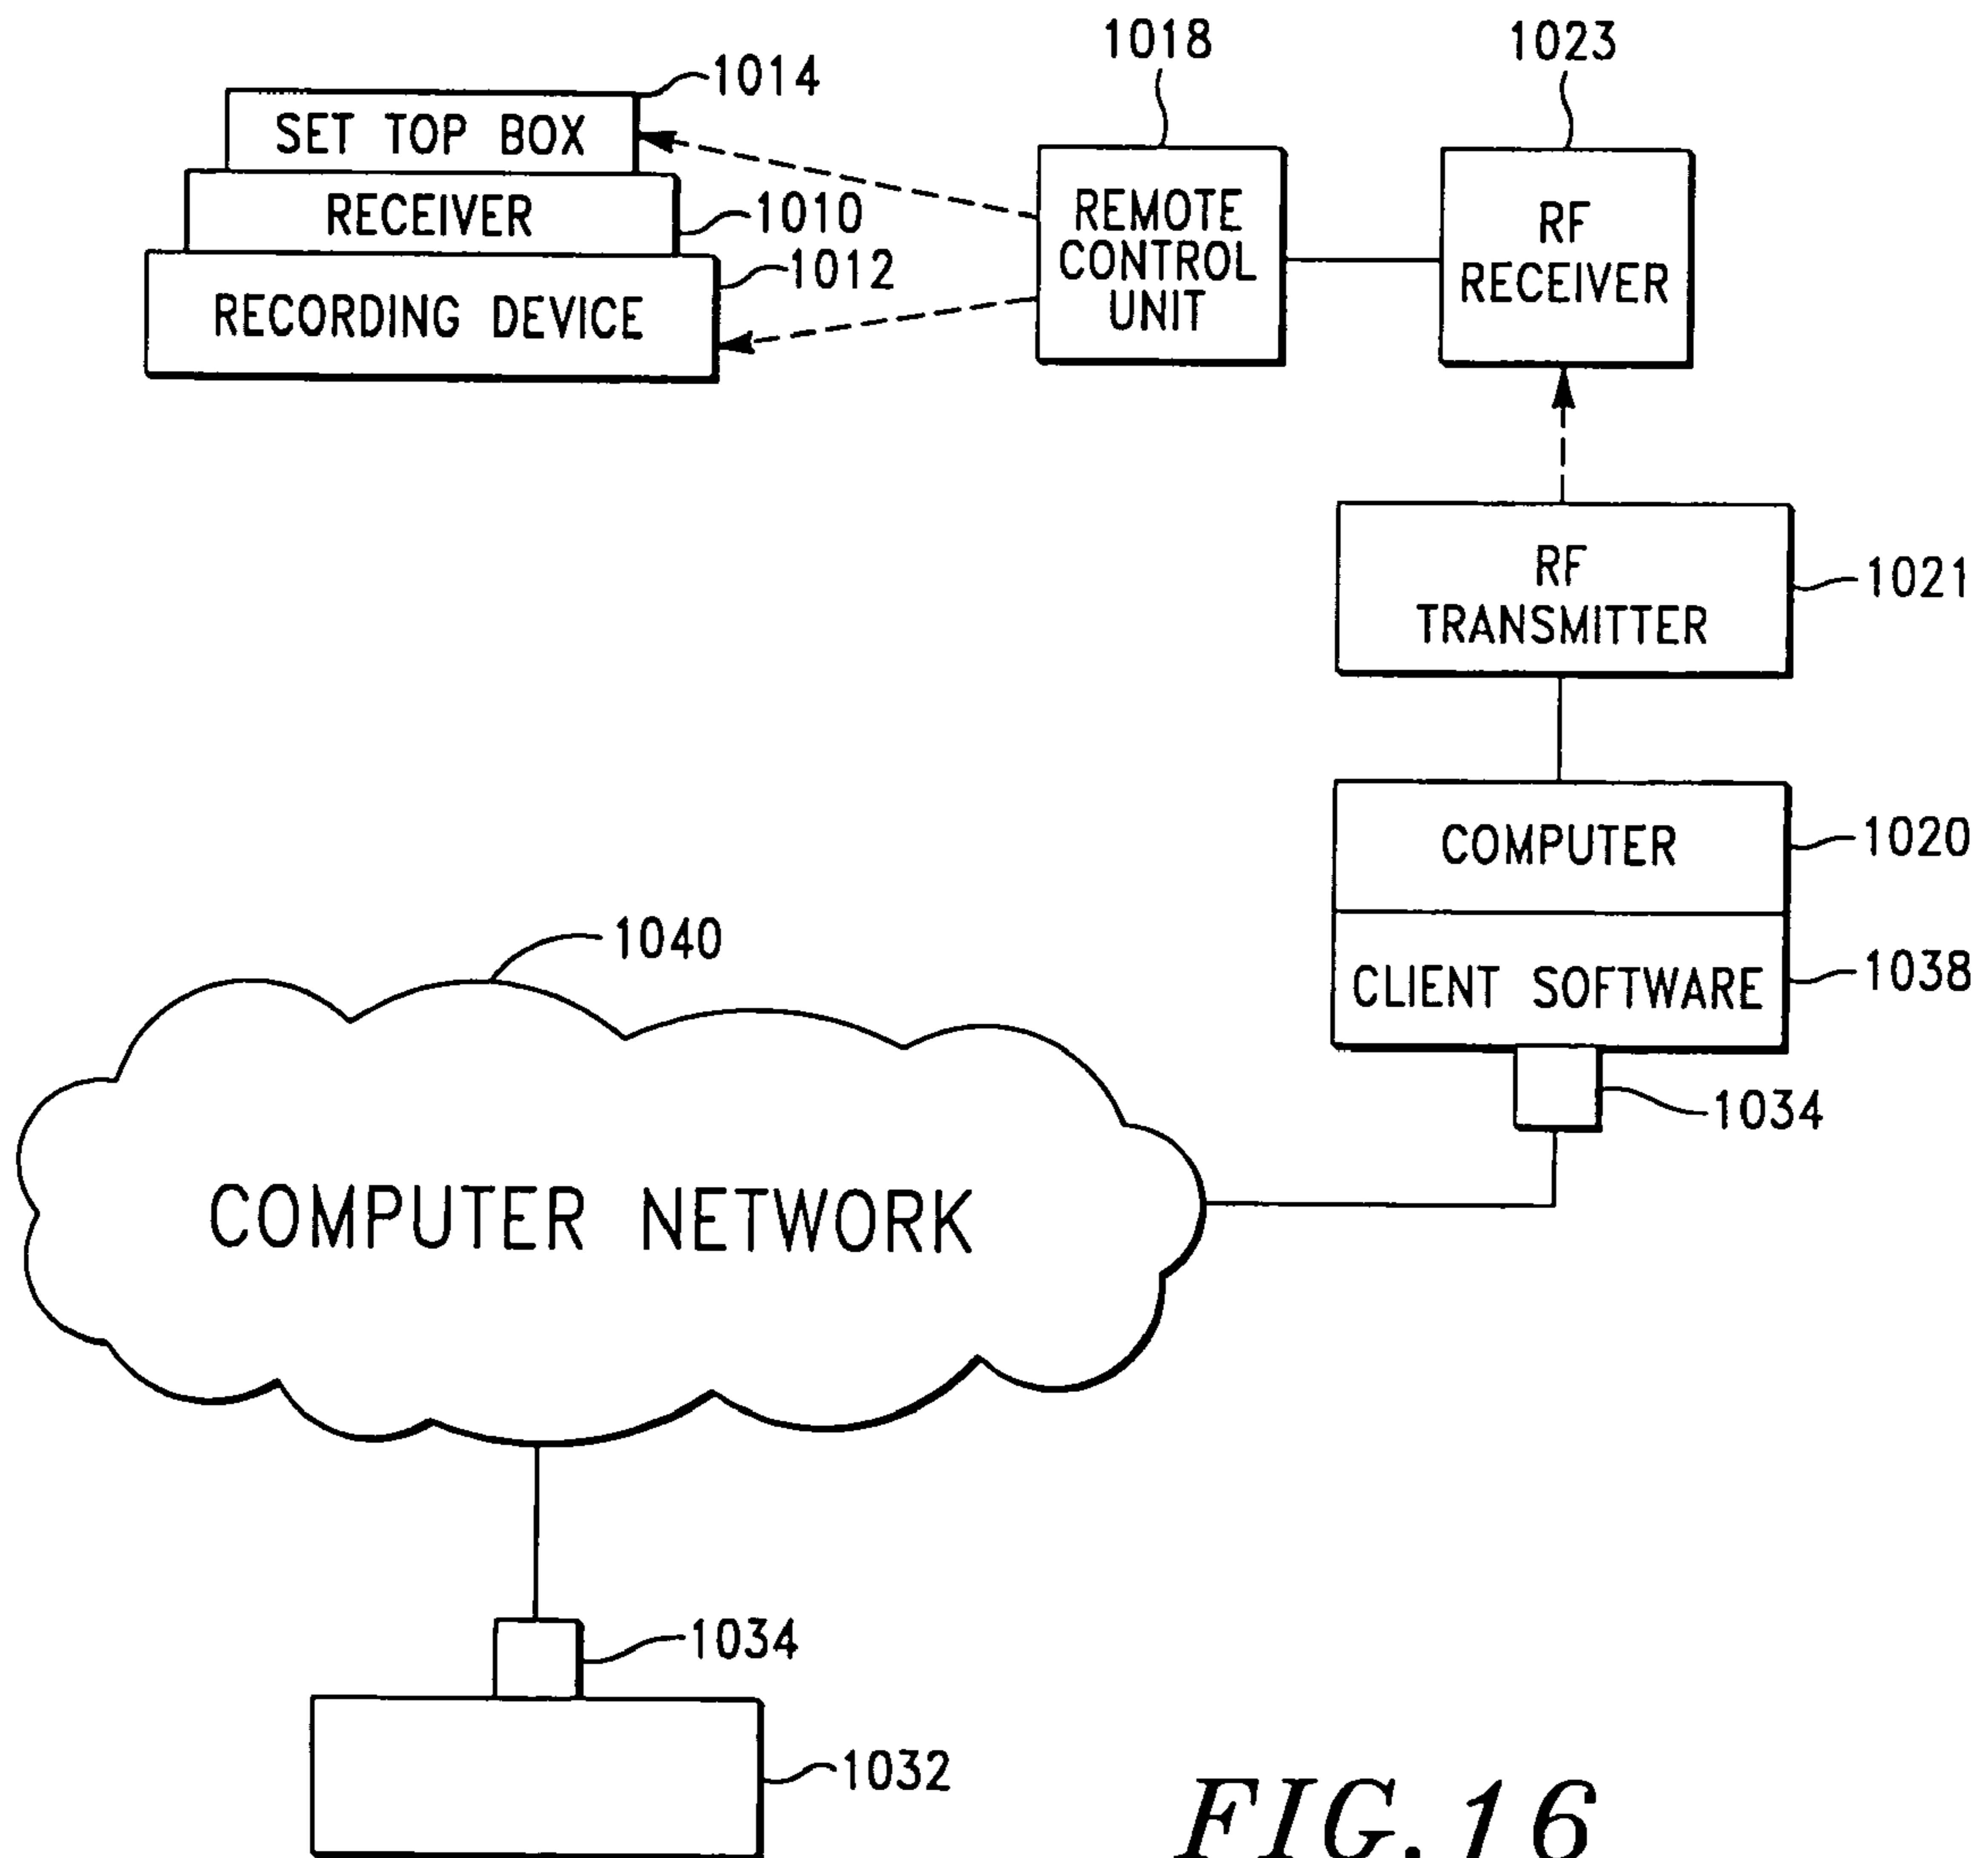 1018
1023
1014
SET TOP BOX
RECEIVER
1010
1012
RECORDING DEVICE
REMOTE
CONTROL
UNIT
RF
RECEIVER
RF
TRANSMITTER
1021
COMPUTER
1020
CLIENT SOFTWARE
1038
1034
1040
COMPUTER NETWORK
1034
1032
FIG.16